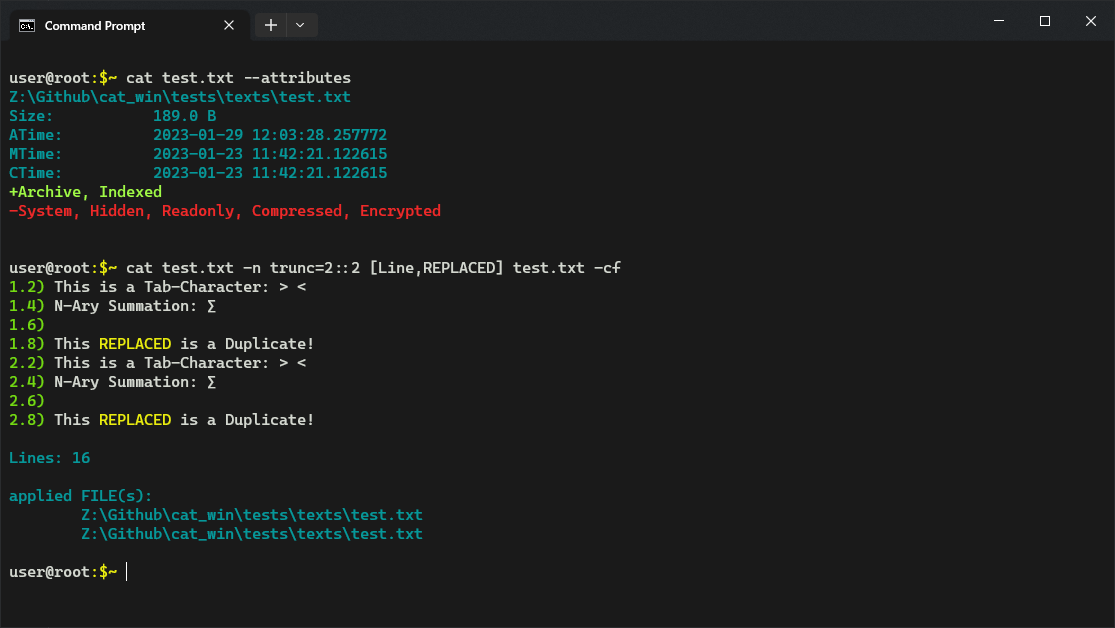 Command Prompt
user@root:$~ cat test.txt --attributes
Z:\Github\cat_win\tests\texts\test.txt
Size:           189.0 B
ATime:          2023-01-29 12:03:28.257772
MTime:          2023-01-23 11:42:21.122615
CTime:          2023-01-23 11:42:21.122615
+Archive, Indexed
-System, Hidden, Readonly, Compressed, Encrypted
user@root:$~ cat test.txt -n trunc=2::2 [Line,REPLACED] test.txt -cf
1.2) This is a Tab-Character: > <
1.4) N-Ary Summation: ∑
1.6)
1.8) This REPLACED is a Duplicate!
2.2) This is a Tab-Character: > <
2.4) N-Ary Summation: ∑
2.6)
2.8) This REPLACED is a Duplicate!
Lines: 16
applied FILE(s):
        Z:\Github\cat_win\tests\texts\test.txt
        Z:\Github\cat_win\tests\texts\test.txt
user@root:$~